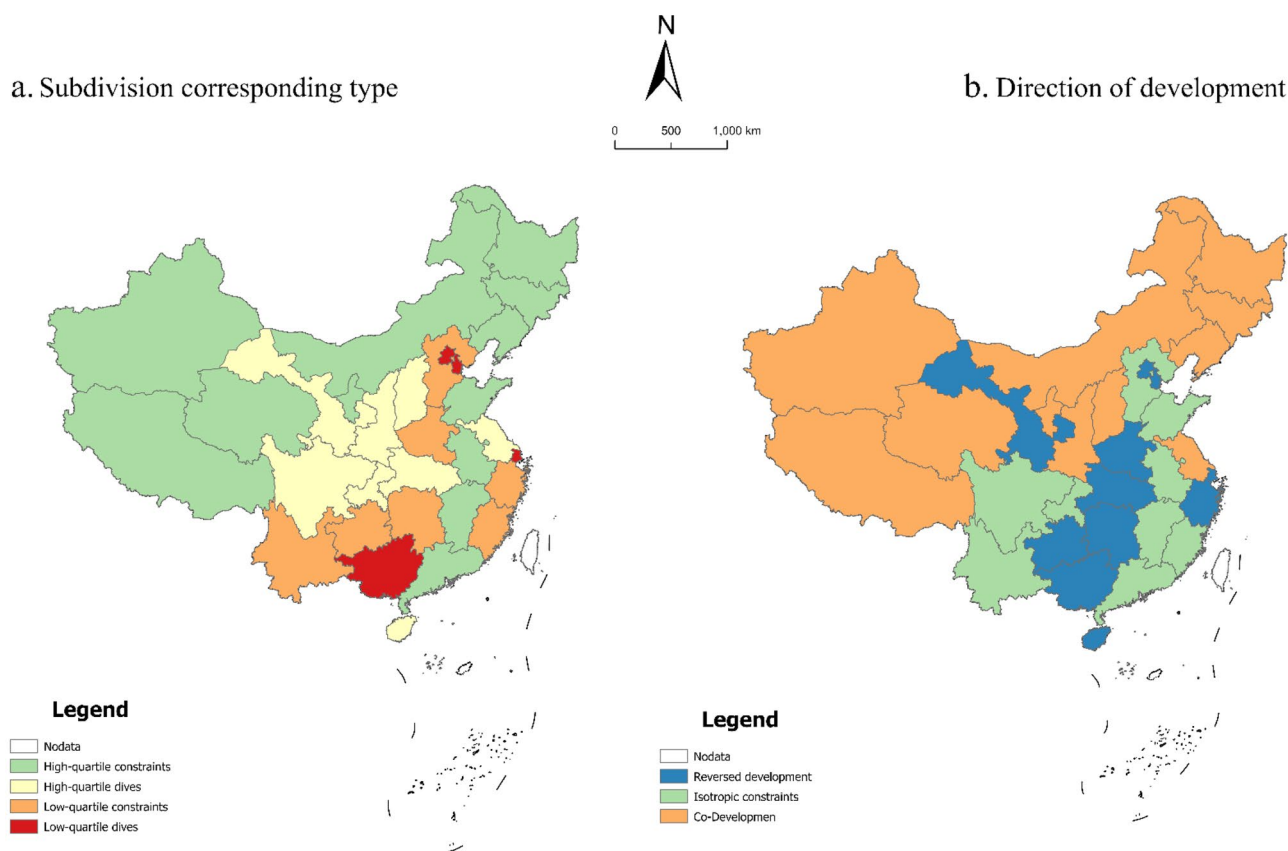 N
a. Subdivision corresponding type
b. Direction of development
0 500 1,000 km
Legend
Nodata
High-quartile constraints
High-quartile dives
Low-quartile constraints
Low-quartile dives
Legend
Nodata
Reversed development
Isotropic constraints
Co-Developmen